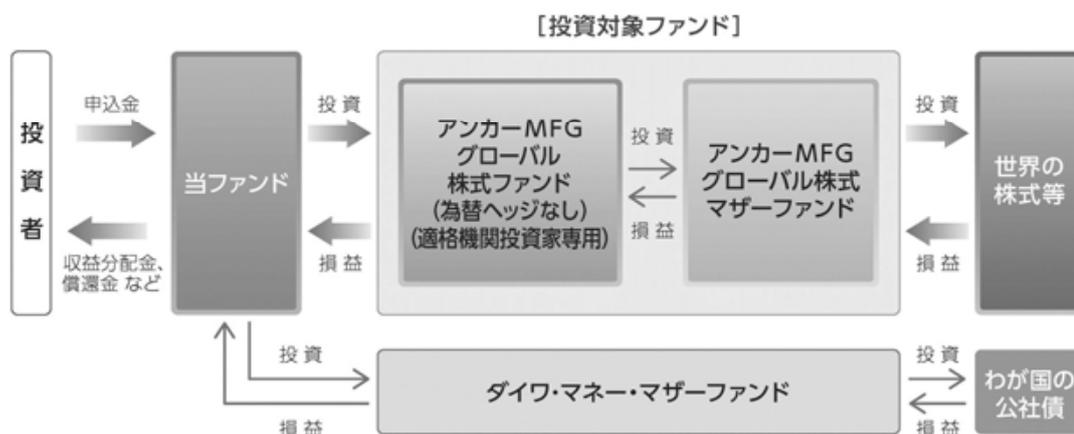 [投資対象ファンド]
投資者
申込金
収益分配金、
償還金 など
当ファンド
投資
損益
アンカーMFG
グローバル
株式ファンド
(為替ヘッジなし)
(適格機関投資家専用)
投資
損益
アンカーMFG
グローバル株式
マザーファンド
投資
損益
世界の
株式等
投資
損益
ダイワ・マネー・マザーファンド
投資
損益
わが国の
公社債